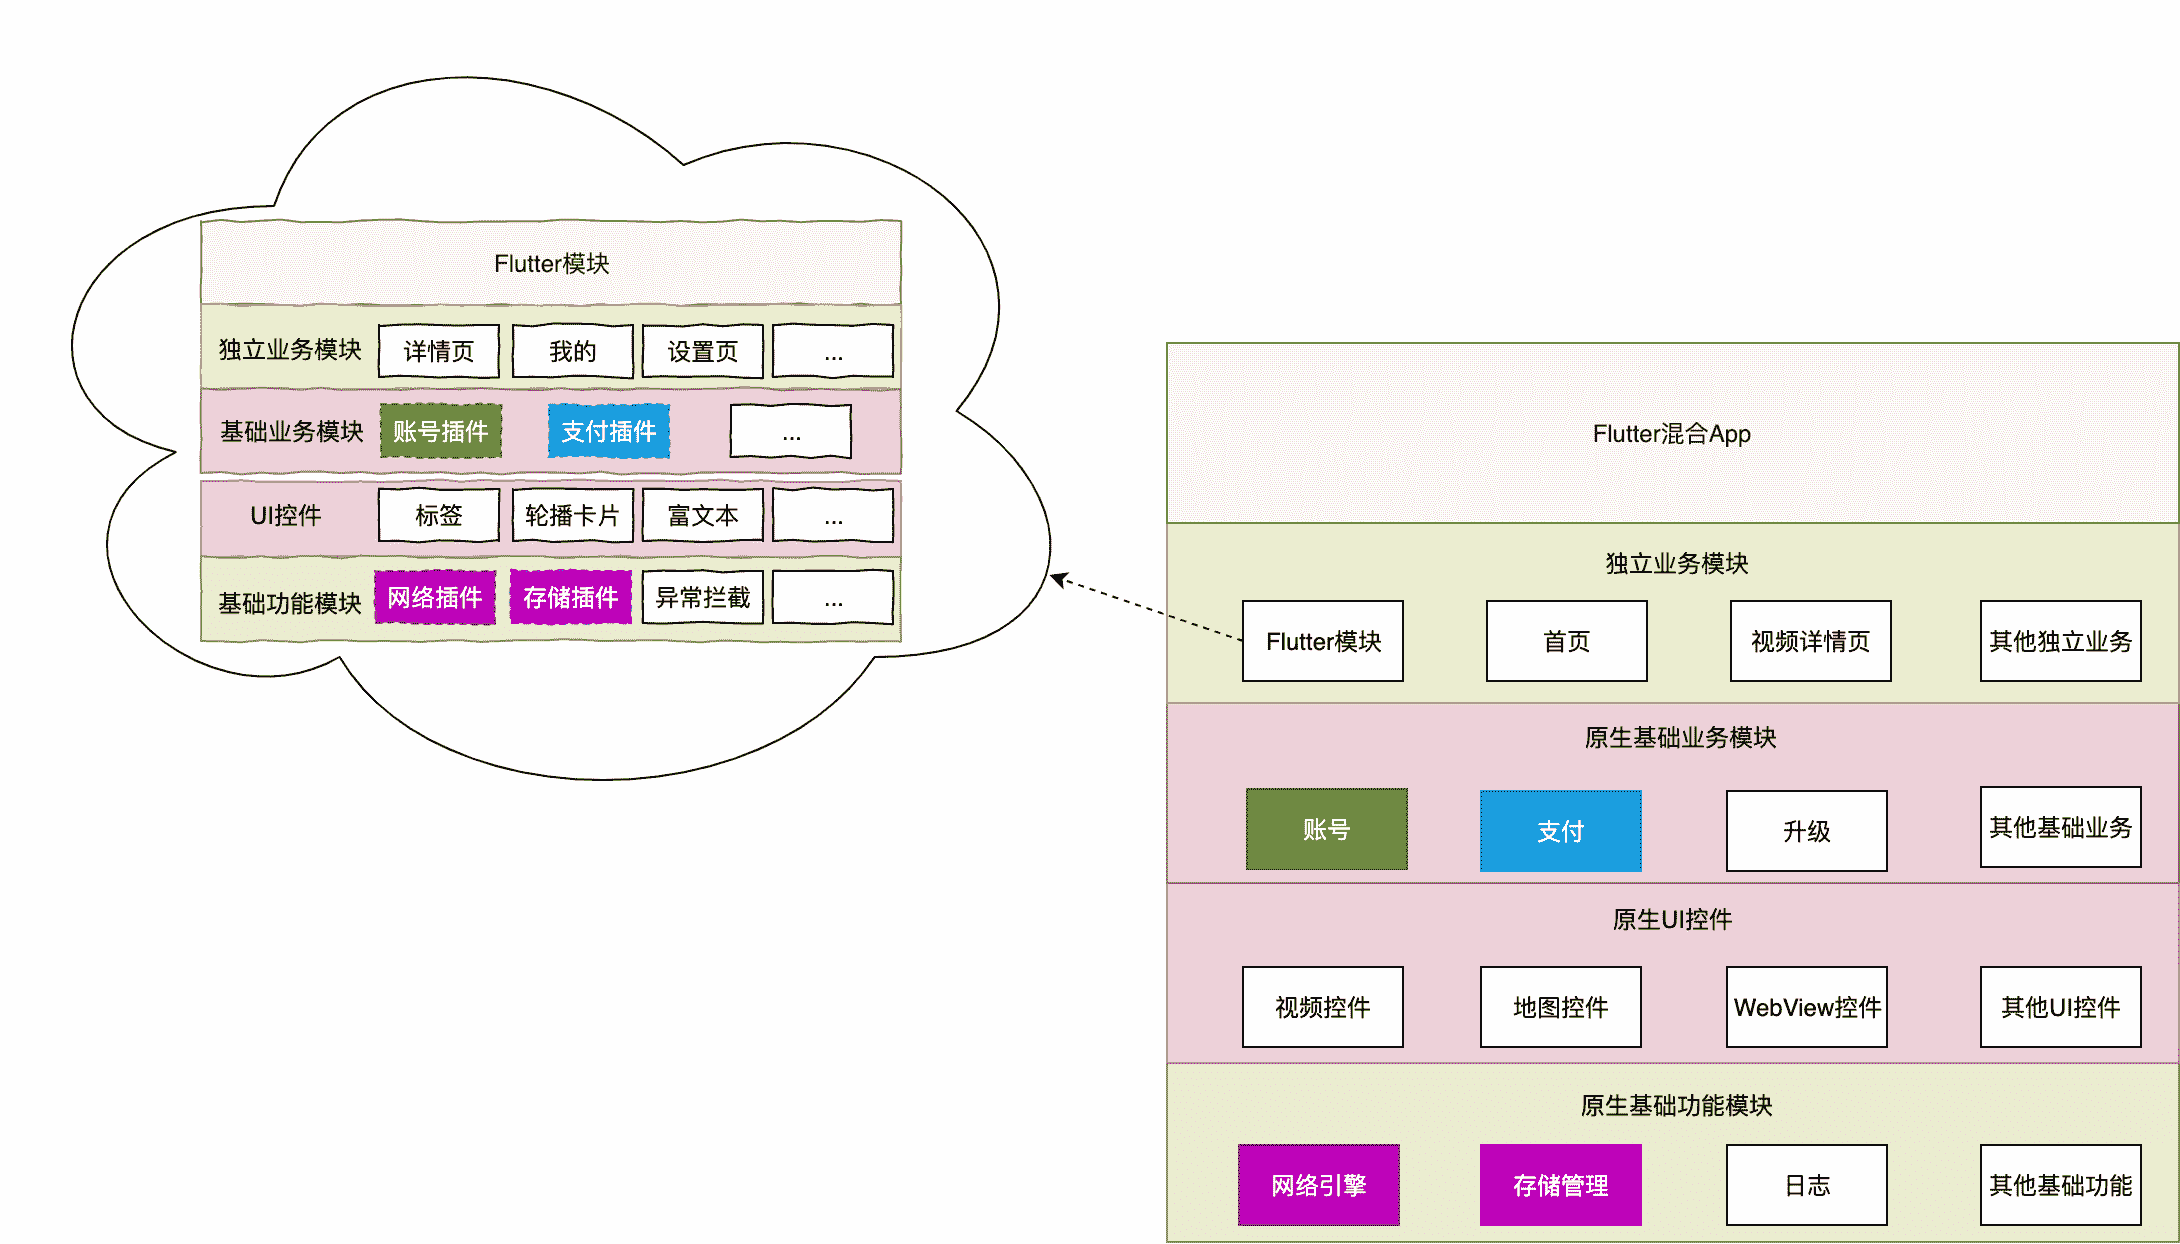 Flutter模块
独立业务模块 详情页 我的 设置页 ...
基础业务模块 账号插件 支付插件 ...
UI控件 标签 轮播卡片 富文本 ...
基础功能模块 网络插件 存储插件 异常拦截 ...
Flutter混合App
独立业务模块
Flutter模块 首页 视频详情页 其他独立业务
原生基础业务模块
账号 支付 升级 其他基础业务
原生UI控件
视频控件 地图控件 WebView控件 其他UI控件
原生基础功能模块
网络引擎 存储管理 日志 其他基础功能